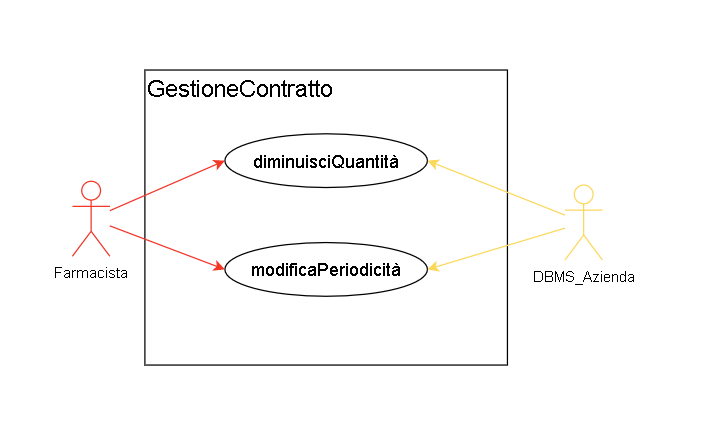 GestioneContratto
diminuisciQuantità
modificaPeriodicità
Farmacista
DBMS_Azienda